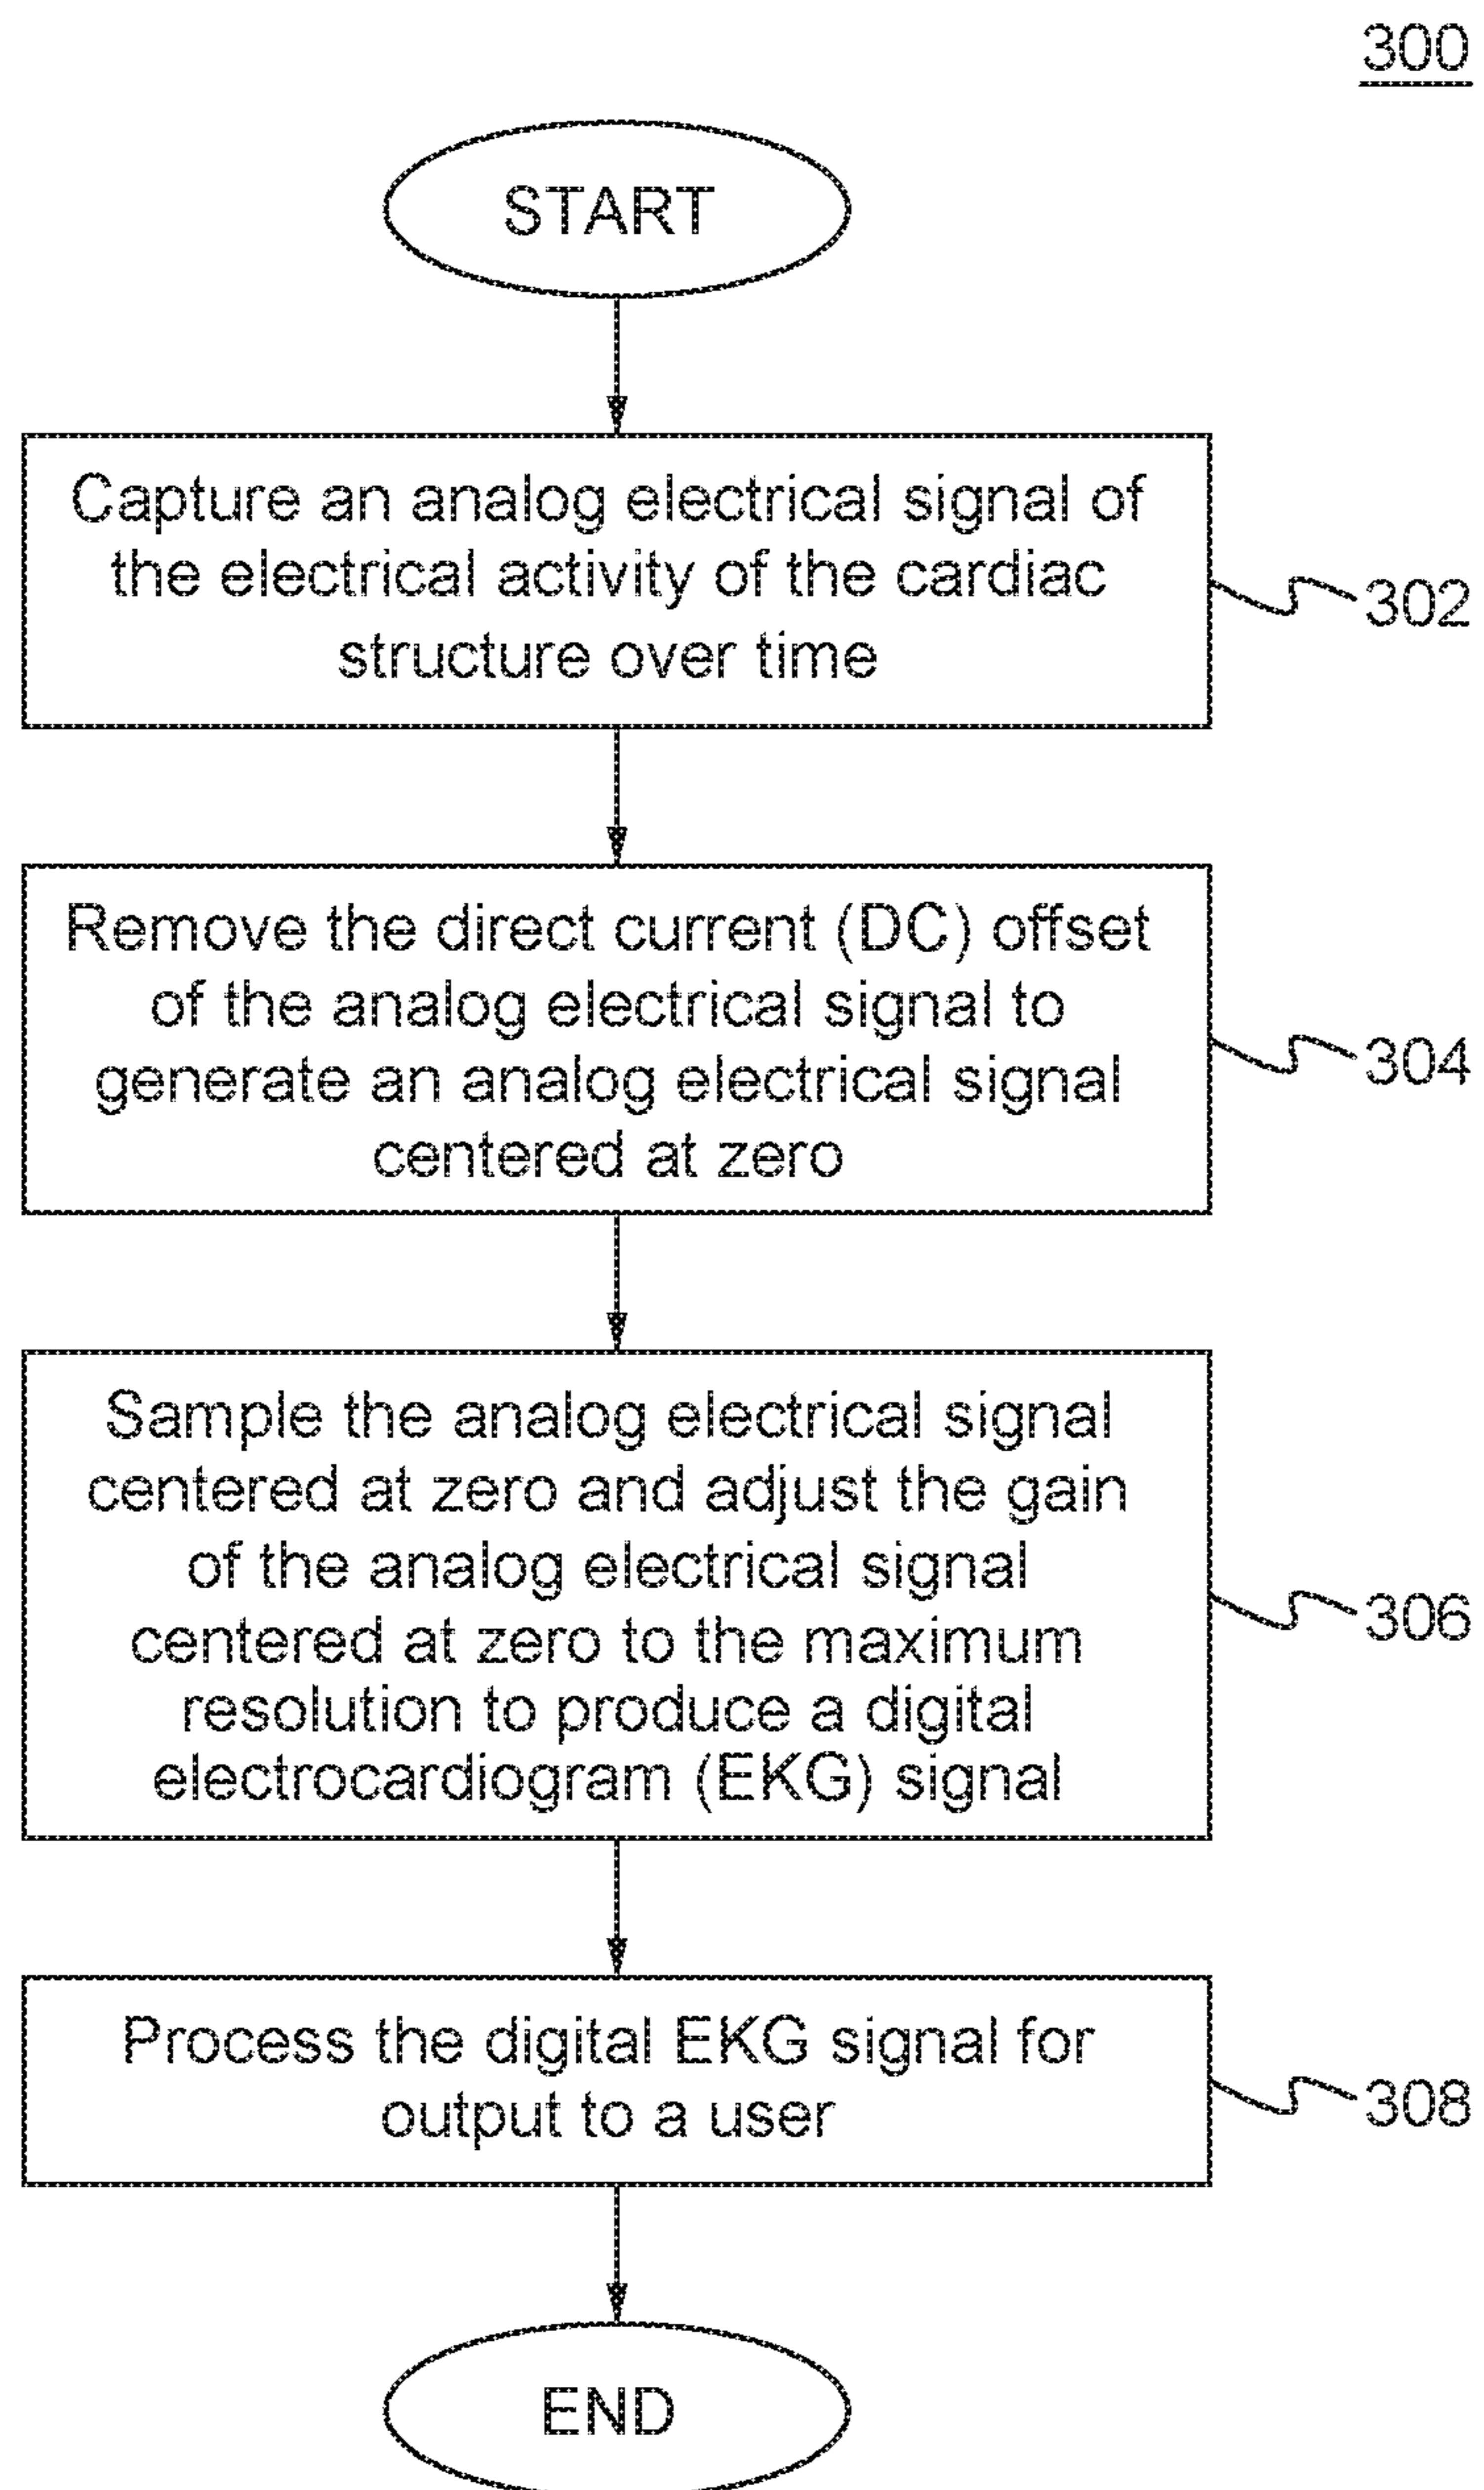 300
START
Capture an analog electrical signal of
the electrical activity of the cardiac
structure over time
302
Remove the direct current (DC) offset
of the analog electrical signal to
generate an analog electrical signal
centered at zero
304
Sample the analog electrical signal
centered at zero and adjust the gain
of the analog electrical signal
centered at zero to the maximum
resolution to produce a digital
electrocardiogram (EKG) signal
306
Process the digital EKG signal for
output to a user
308
END